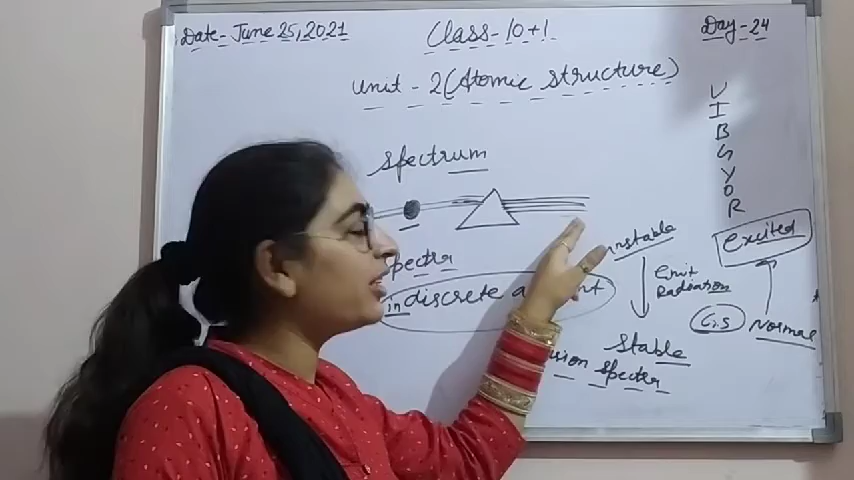 Date- June 25, 2021
Class- 10+1
Day-24
Unit - 2 (Atomic structure)
V
I
B
G
Y
O
R
spectrum
unstable
Excited
spectra
Emit
Radiation
in discrete
G.S
Normal
Stable
spectra